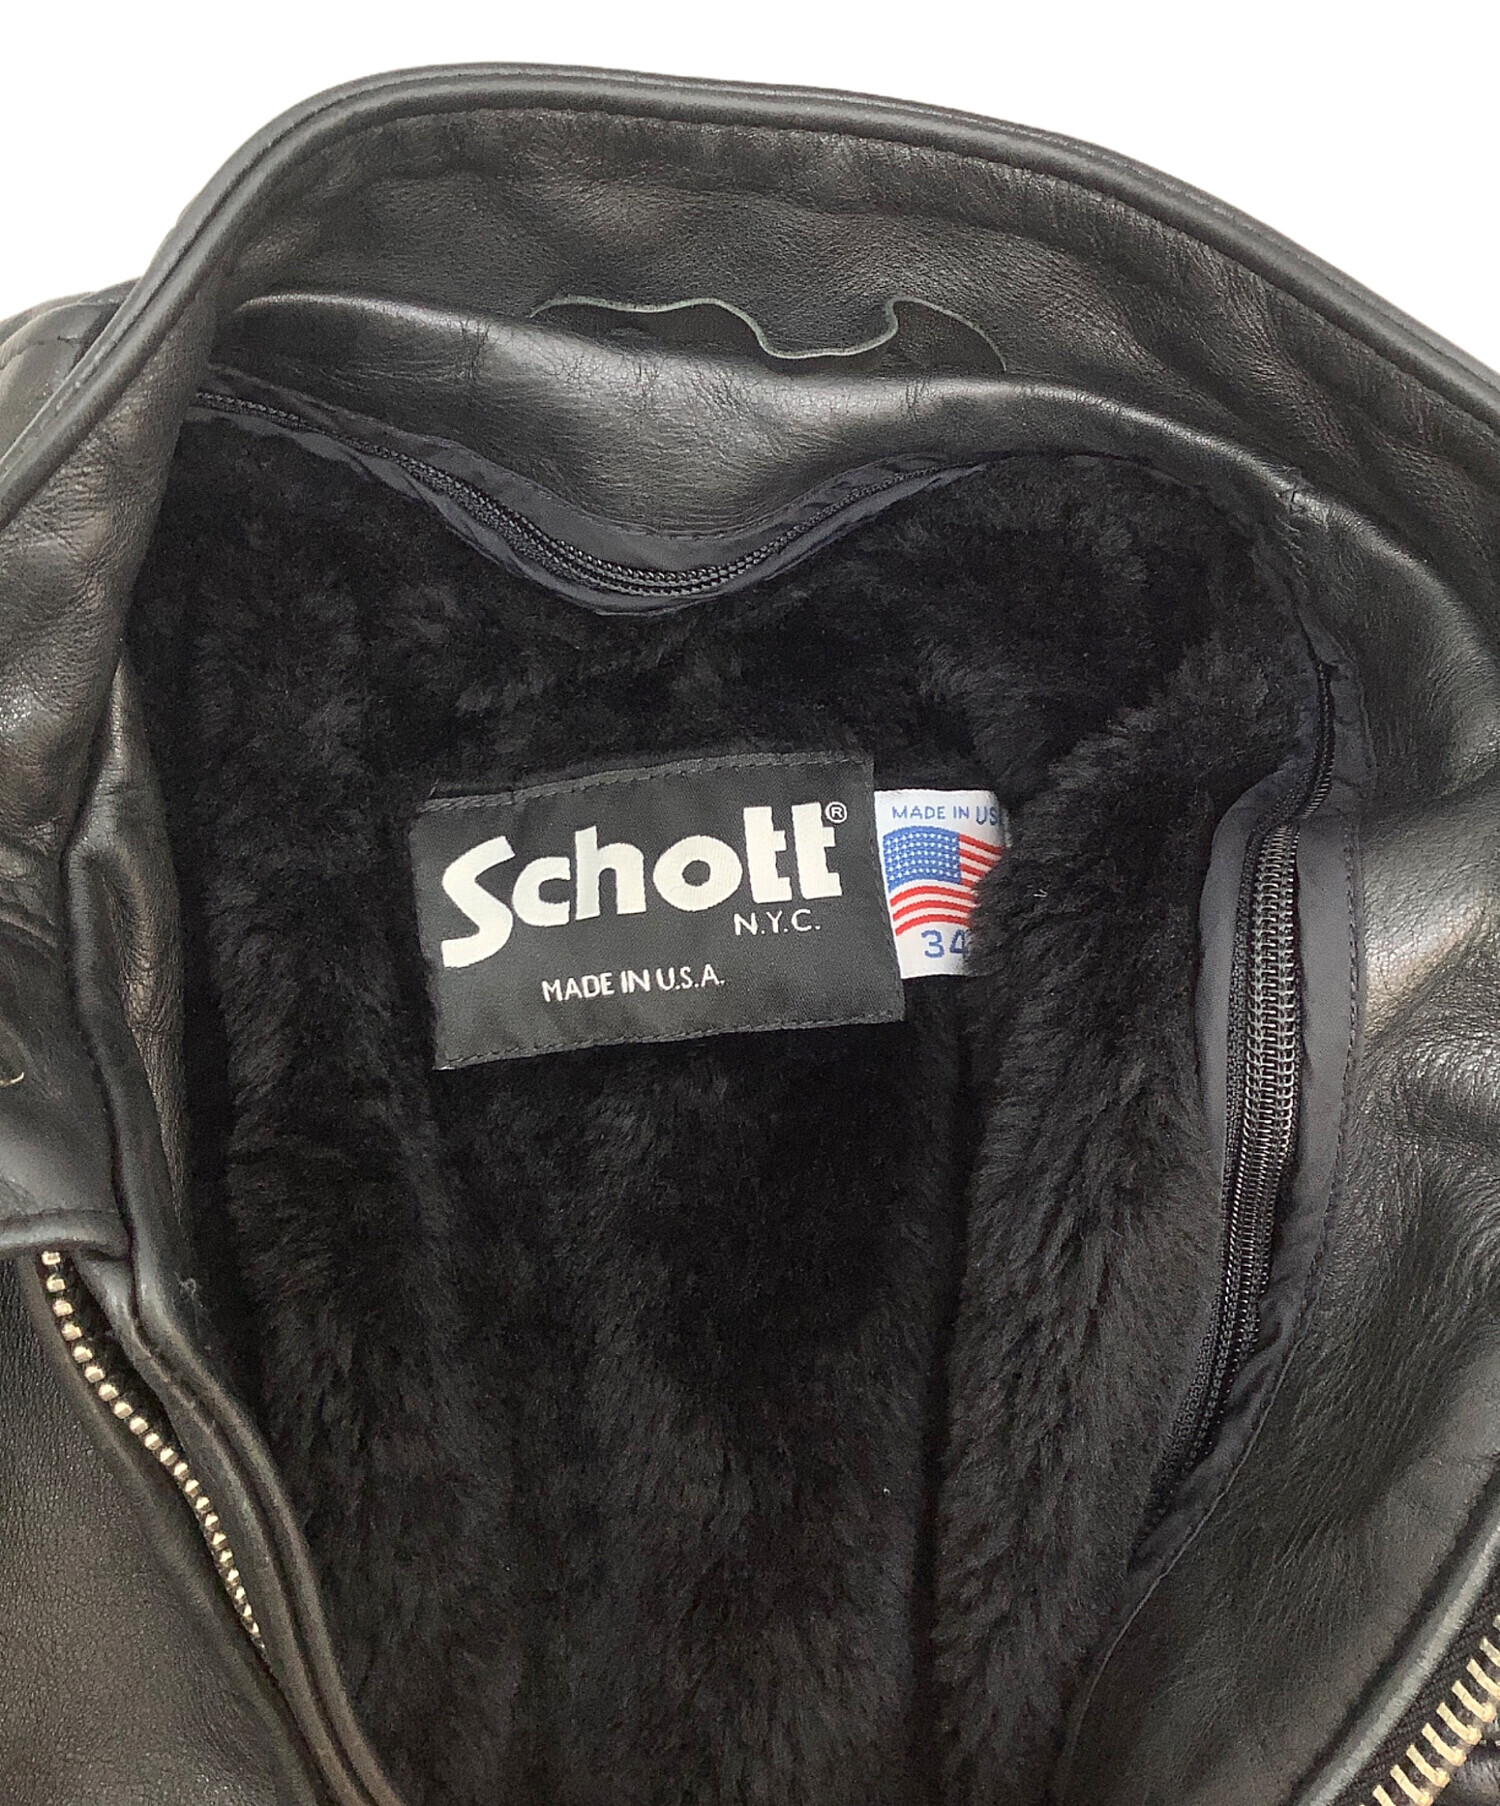 Schott®
N.Y.C.
MADE IN U.S.A.
MADE IN US
34